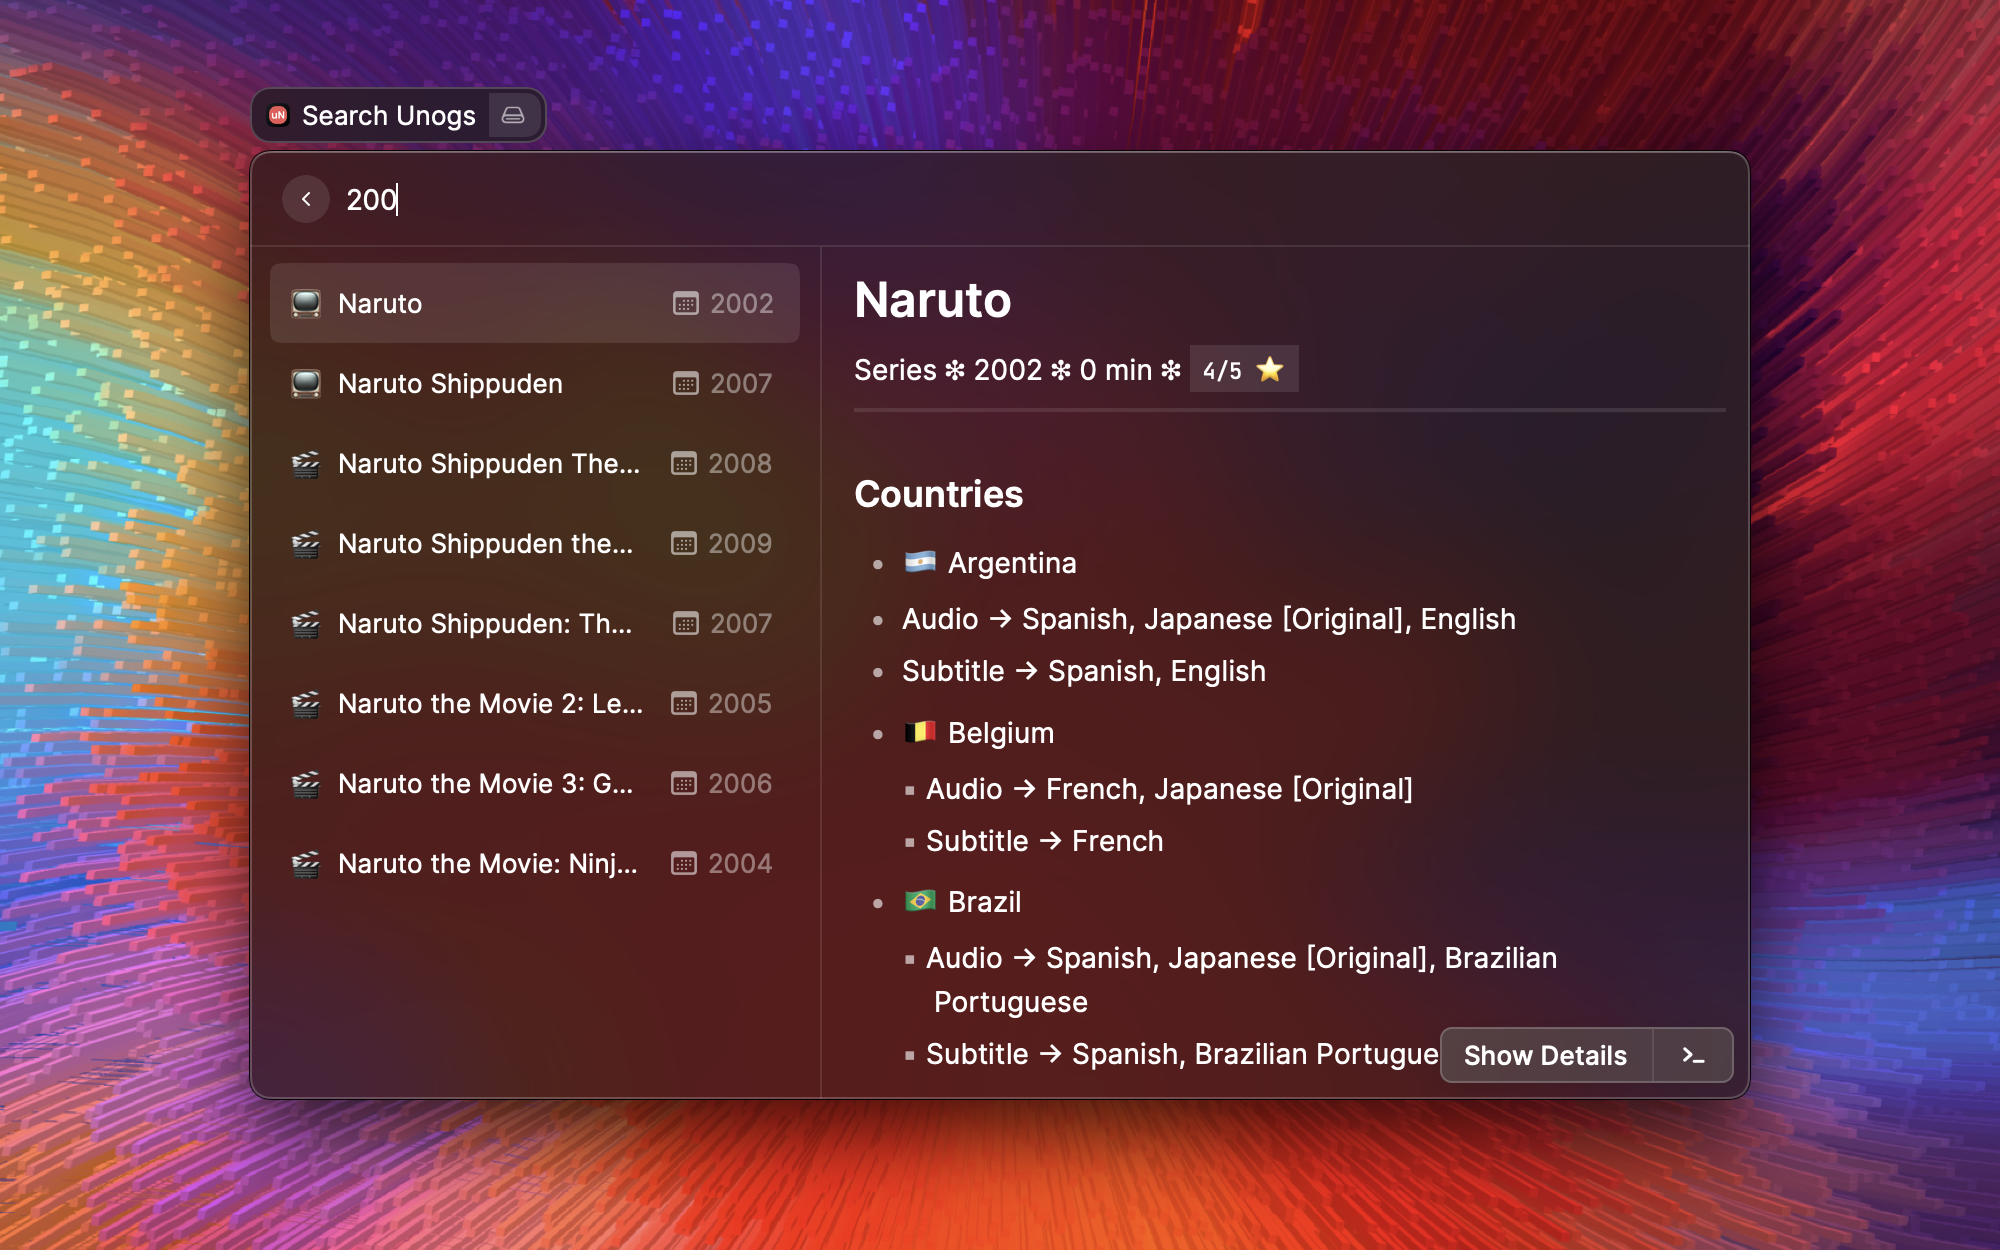 uN Search Unogs
200
Naruto 2002
Naruto Shippuden 2007
Naruto Shippuden The... 2008
Naruto Shippuden the... 2009
Naruto Shippuden: Th... 2007
Naruto the Movie 2: Le... 2005
Naruto the Movie 3: G... 2006
Naruto the Movie: Ninj... 2004
Naruto
Series ❇ 2002 ❇ 0 min ❇ 4/5 ⭐
Countries
• 🇦🇷 Argentina
• Audio → Spanish, Japanese [Original], English
• Subtitle → Spanish, English
• 🇧🇪 Belgium
▪ Audio → French, Japanese [Original]
▪ Subtitle → French
• 🇧🇷 Brazil
▪ Audio → Spanish, Japanese [Original], Brazilian
Portuguese
▪ Subtitle → Spanish, Brazilian Portugue
Show Details >_